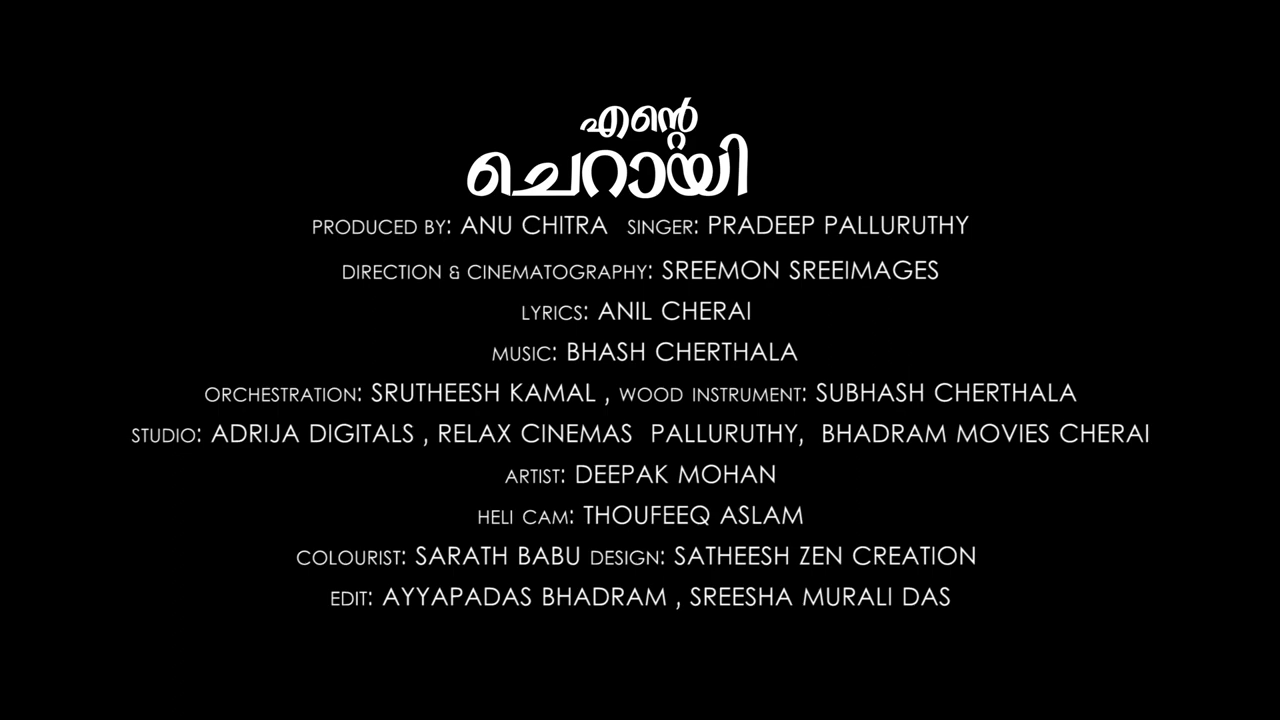 എന്റെ
ചെറായി
PRODUCED BY: ANU CHITRA SINGER: PRADEEP PALLURUTHY
DIRECTION & CINEMATOGRAPHY: SREEMON SREEIMAGES
LYRICS: ANIL CHERAI
MUSIC: BHASH CHERTHALA
ORCHESTRATION: SRUTHEESH KAMAL , WOOD INSTRUMENT: SUBHASH CHERTHALA
STUDIO: ADRIJA DIGITALS , RELAX CINEMAS PALLURUTHY, BHADRAM MOVIES CHERAI
ARTIST: DEEPAK MOHAN
HELI CAM: THOUFEEQ ASLAM
COLOURIST: SARATH BABU DESIGN: SATHEESH ZEN CREATION
EDIT: AYYAPADAS BHADRAM , SREESHA MURALI DAS